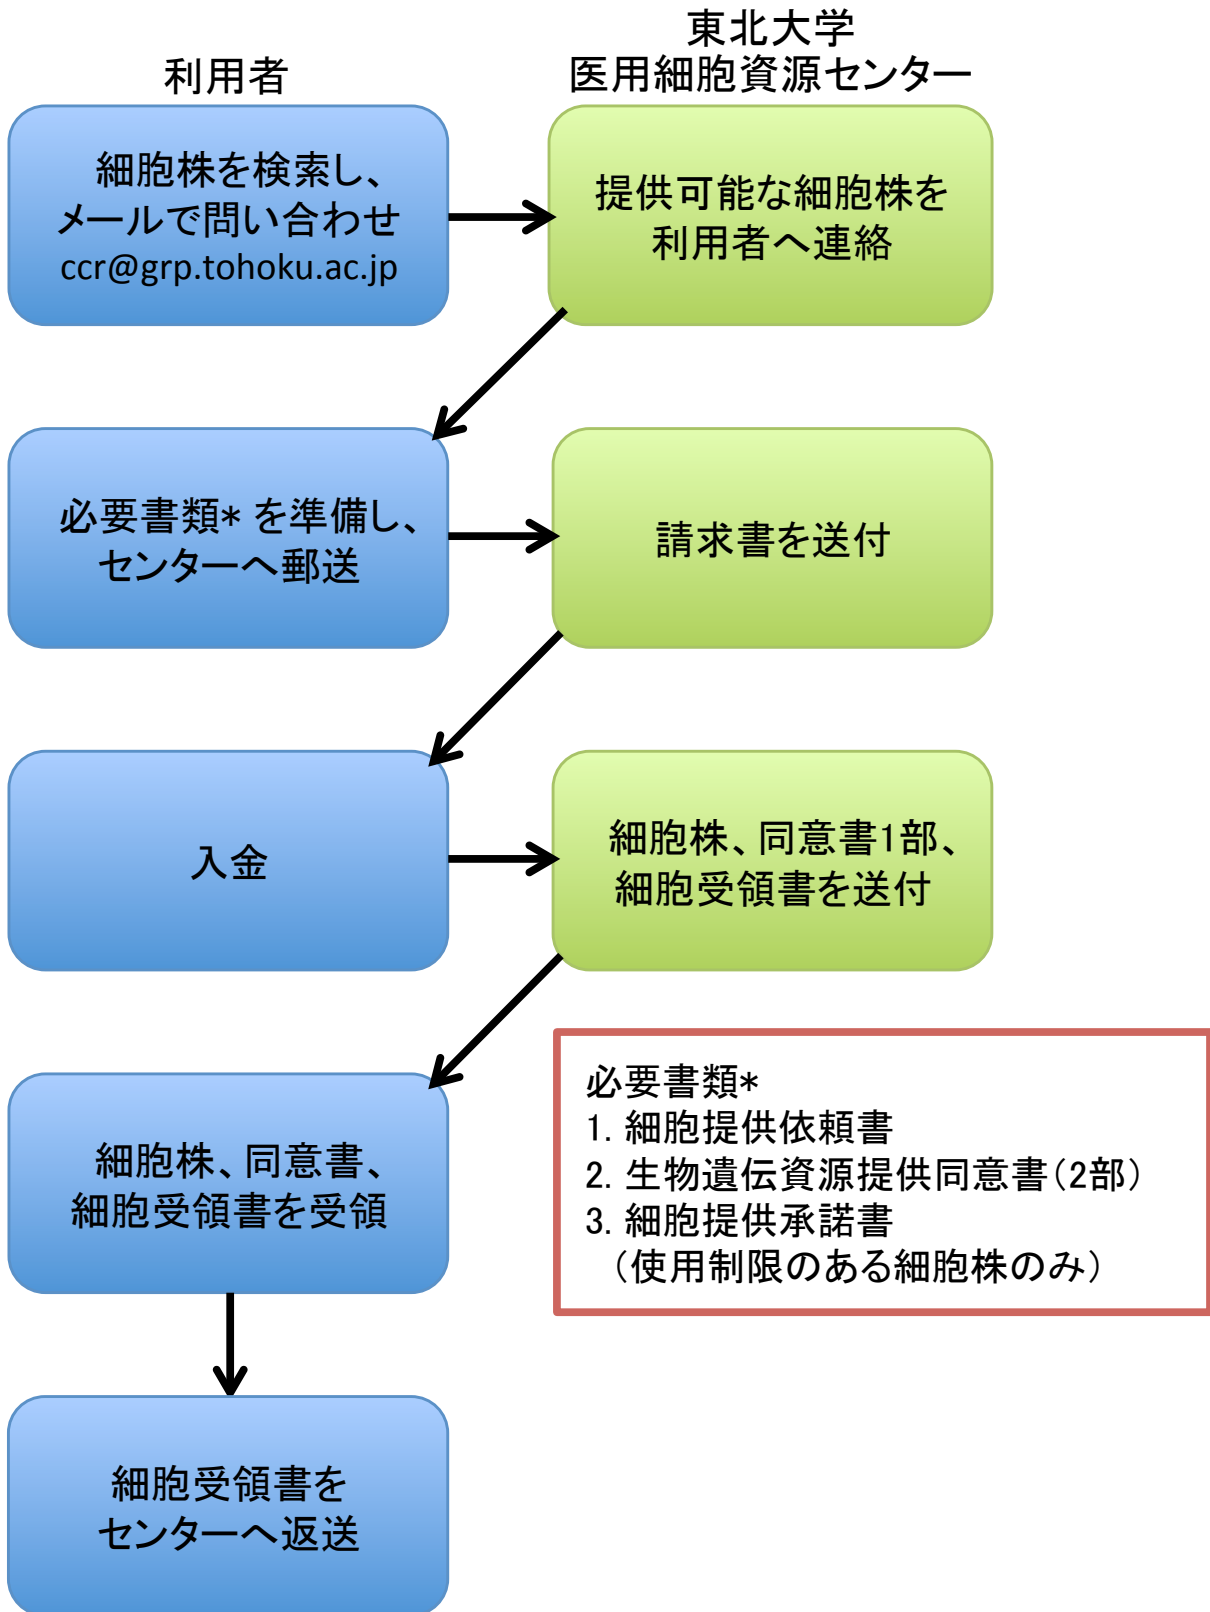 利用者
東北大学
医用細胞資源センター
細胞株を検索し、
メールで問い合わせ
ccr@grp.tohoku.ac.jp
提供可能な細胞株を
利用者へ連絡
必要書類* を準備し、
センターへ郵送
請求書を送付
入金
細胞株、同意書1部、
細胞受領書を送付
細胞株、同意書、
細胞受領書を受領
必要書類*
1. 細胞提供依頼書
2. 生物遺伝資源提供同意書(2部)
3. 細胞提供承諾書
(使用制限のある細胞株のみ)
細胞受領書を
センターへ返送